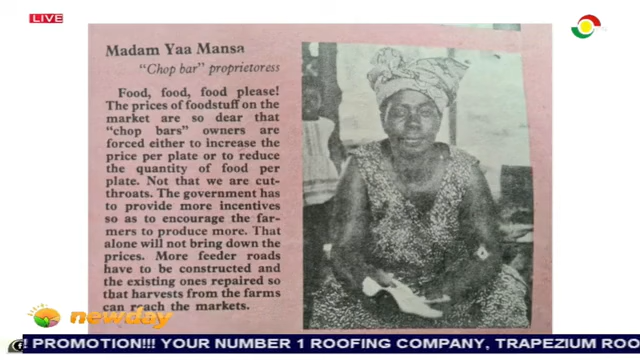 LIVE
Madam Yaa Mansa
"Chop bar" proprietoress
Food, food, food please!
The prices of foodstuff on the
market are so dear that
"chop bars" owners are
forced either to increase the
price per plate or to reduce
the quantity of food per
plate. Not that we are cut-
throats. The government has
to provide more incentives
so as to encourage the far-
mers to produce more. That
alone will not bring down the
prices. More feeder roads
have to be constructed and
the existing ones repaired so
that harvests from the farms
can reach the markets.
newday
! PROMOTION!!! YOUR NUMBER 1 ROOFING COMPANY, TRAPEZIUM ROO